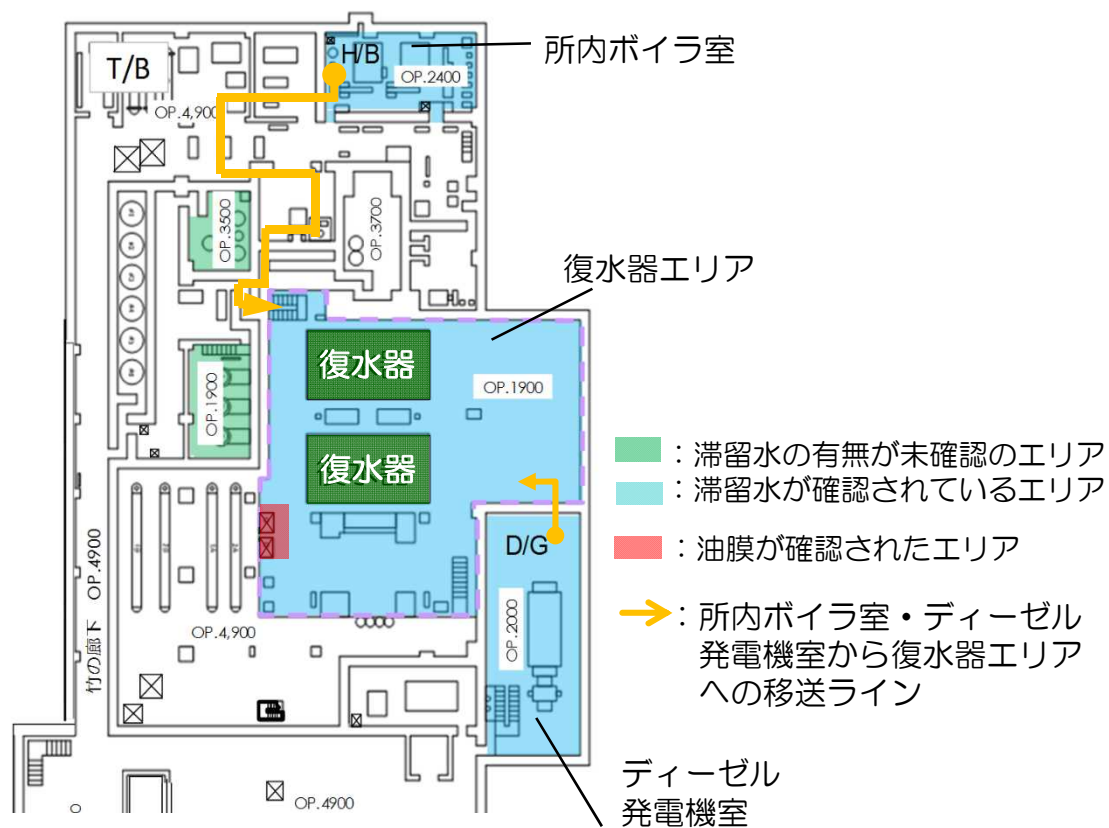 T/B
H/B
所内ボイラ室
OP.2400
OP.4,900
OP.3500
OP.3700
復水器エリア
復水器
OP.1900
OP.1900
復水器
：滞留水の有無が未確認のエリア
：滞留水が確認されているエリア
D/G
：油膜が確認されたエリア
竹の廊下 OP.4900
OP.4,900
OP.2000
：所内ボイラ室・ディーゼル
発電機室から復水器エリア
への移送ライン
ディーゼル
発電機室
OP.4900